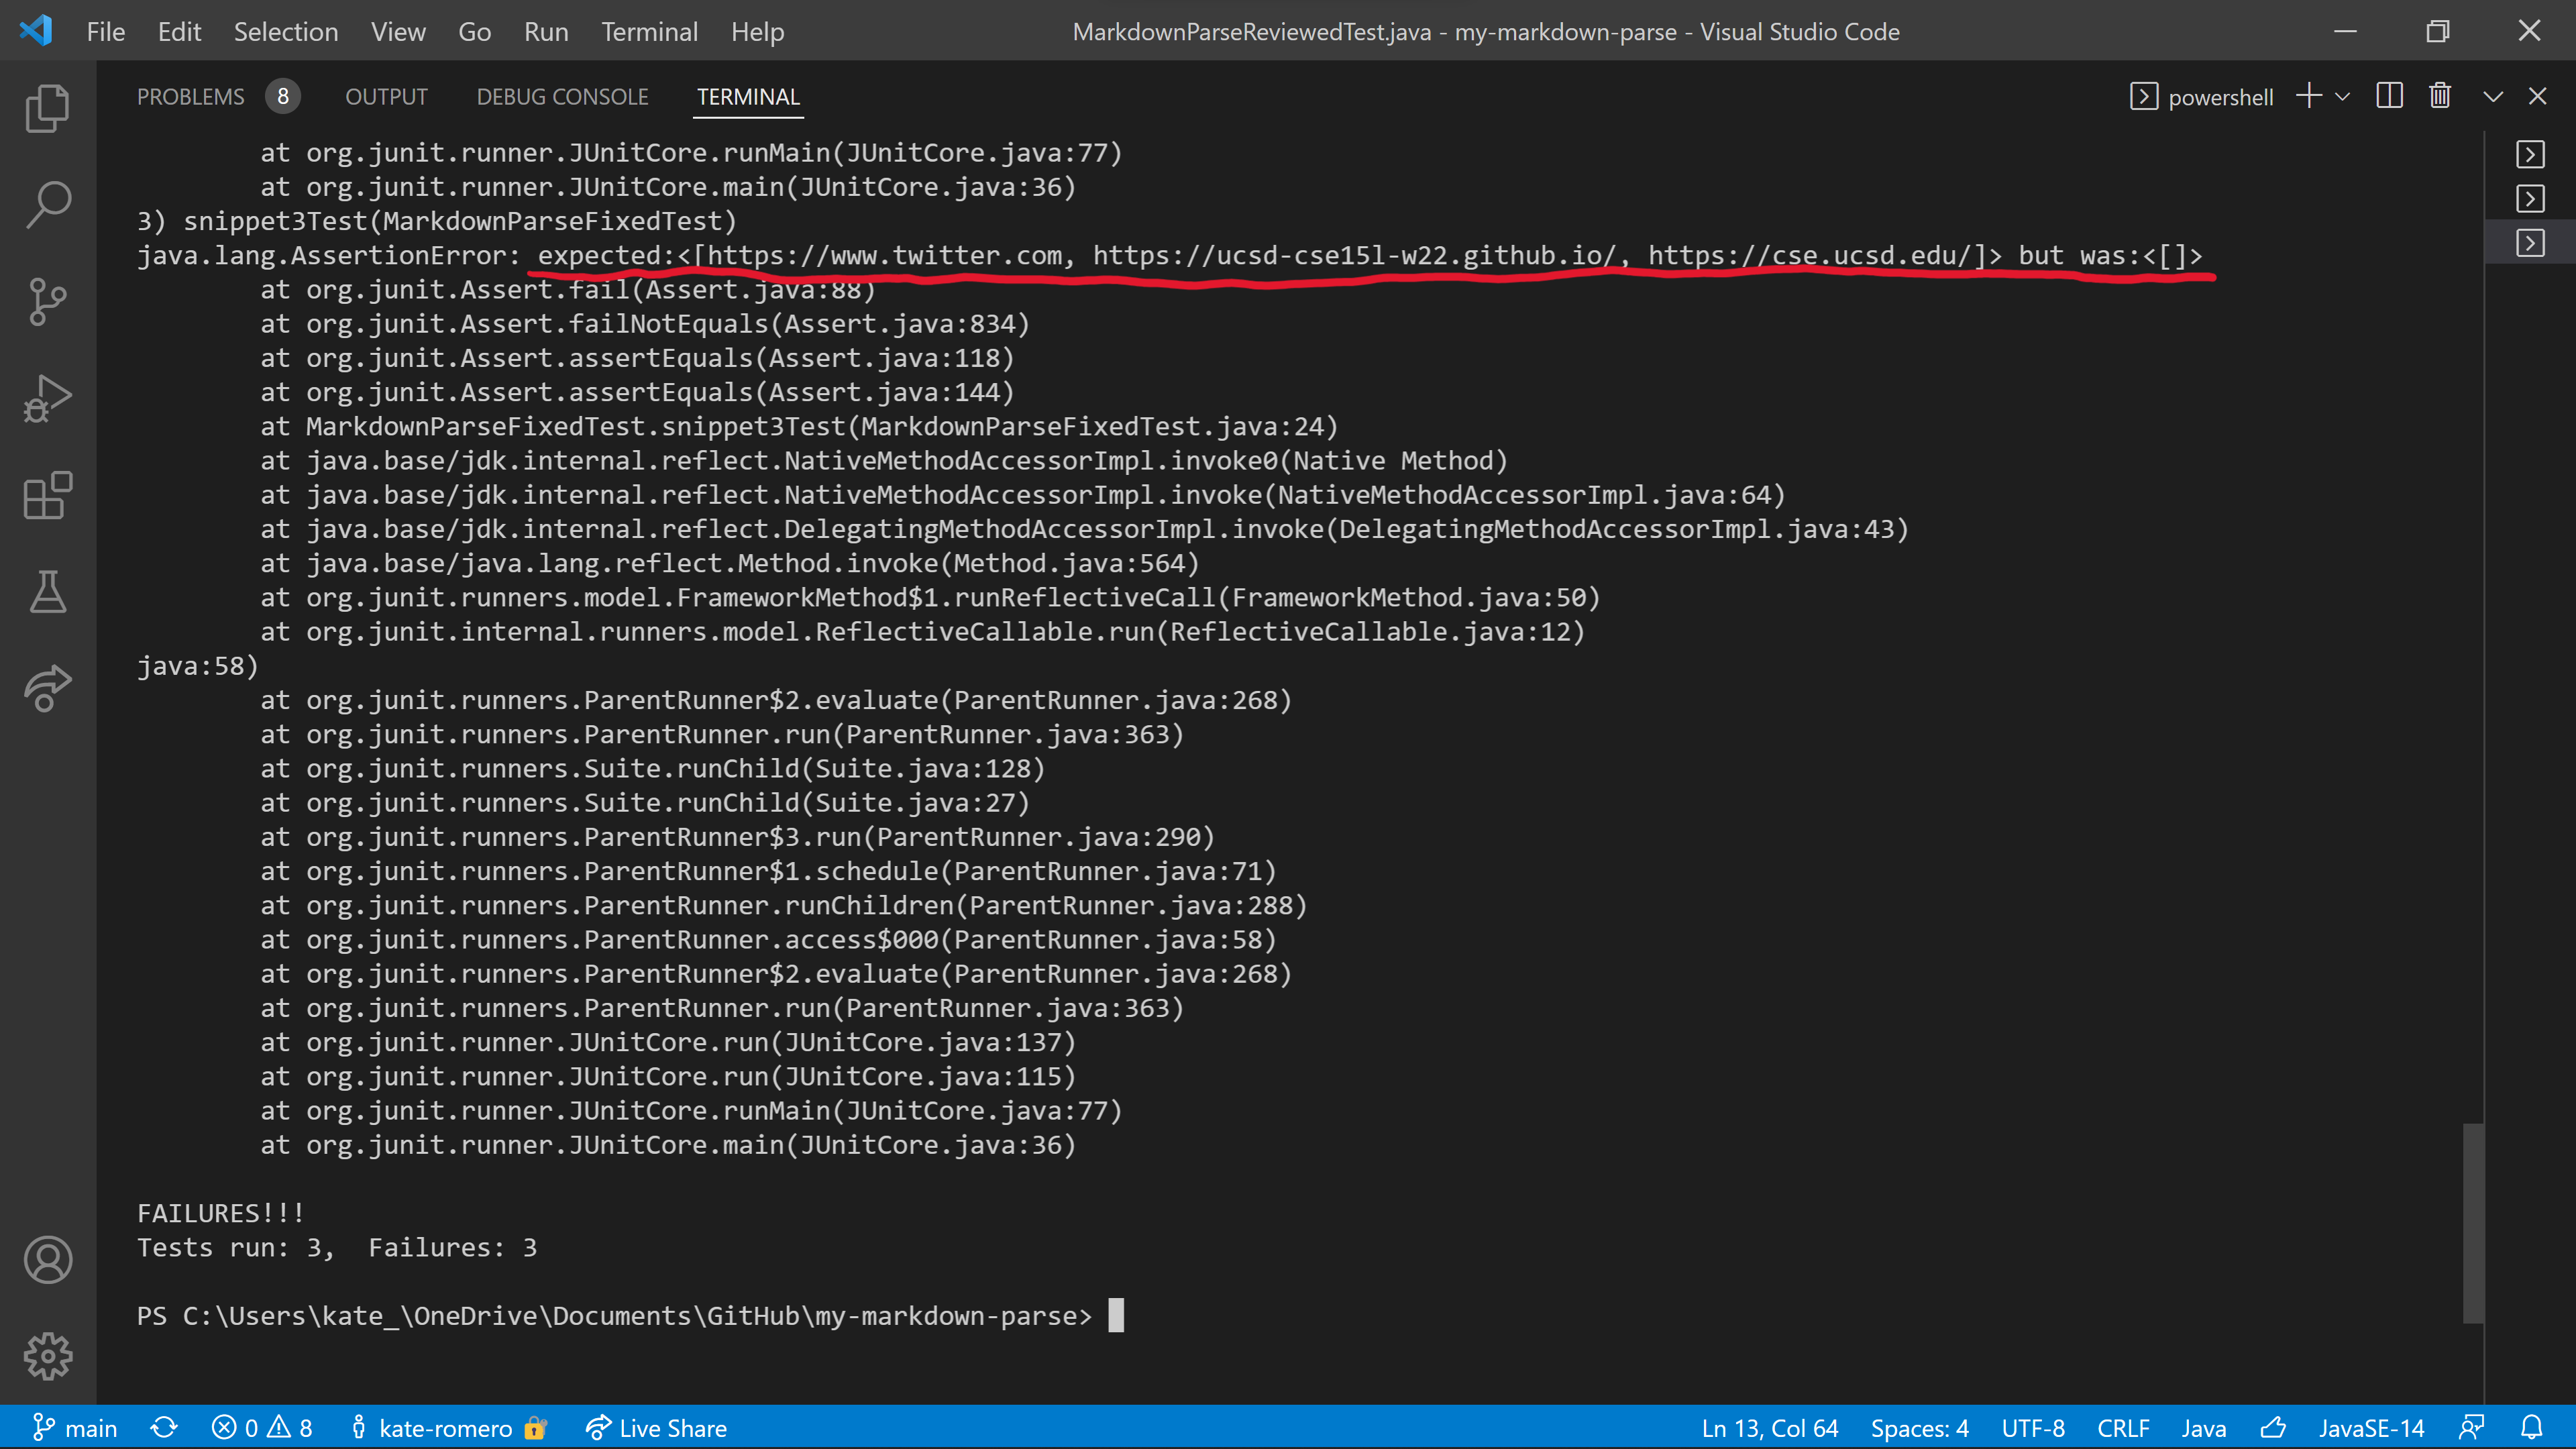 File Edit Selection View Go Run Terminal Help MarkdownParseReviewedTest.java - my-markdown-parse - Visual Studio Code
PROBLEMS 8 OUTPUT DEBUG CONSOLE TERMINAL powershell
at org.junit.runner.JUnitCore.runMain(JUnitCore.java:77)
at org.junit.runner.JUnitCore.main(JUnitCore.java:36)
3) snippet3Test(MarkdownParseFixedTest)
java.lang.AssertionError: expected:<[https://www.twitter.com, https://ucsd-cse15l-w22.github.io/, https://cse.ucsd.edu/]> but was:<[]>
at org.junit.Assert.fail(Assert.java:88)
at org.junit.Assert.failNotEquals(Assert.java:834)
at org.junit.Assert.assertEquals(Assert.java:118)
at org.junit.Assert.assertEquals(Assert.java:144)
at MarkdownParseFixedTest.snippet3Test(MarkdownParseFixedTest.java:24)
at java.base/jdk.internal.reflect.NativeMethodAccessorImpl.invoke0(Native Method)
at java.base/jdk.internal.reflect.NativeMethodAccessorImpl.invoke(NativeMethodAccessorImpl.java:64)
at java.base/jdk.internal.reflect.DelegatingMethodAccessorImpl.invoke(DelegatingMethodAccessorImpl.java:43)
at java.base/java.lang.reflect.Method.invoke(Method.java:564)
at org.junit.runners.model.FrameworkMethod$1.runReflectiveCall(FrameworkMethod.java:50)
at org.junit.internal.runners.model.ReflectiveCallable.run(ReflectiveCallable.java:12)
java:58)
at org.junit.runners.ParentRunner$2.evaluate(ParentRunner.java:268)
at org.junit.runners.ParentRunner.run(ParentRunner.java:363)
at org.junit.runners.Suite.runChild(Suite.java:128)
at org.junit.runners.Suite.runChild(Suite.java:27)
at org.junit.runners.ParentRunner$3.run(ParentRunner.java:290)
at org.junit.runners.ParentRunner$1.schedule(ParentRunner.java:71)
at org.junit.runners.ParentRunner.runChildren(ParentRunner.java:288)
at org.junit.runners.ParentRunner.access$000(ParentRunner.java:58)
at org.junit.runners.ParentRunner$2.evaluate(ParentRunner.java:268)
at org.junit.runners.ParentRunner.run(ParentRunner.java:363)
at org.junit.runner.JUnitCore.run(JUnitCore.java:137)
at org.junit.runner.JUnitCore.run(JUnitCore.java:115)
at org.junit.runner.JUnitCore.runMain(JUnitCore.java:77)
at org.junit.runner.JUnitCore.main(JUnitCore.java:36)
FAILURES!!!
Tests run: 3,  Failures: 3
PS C:\Users\kate_\OneDrive\Documents\GitHub\my-markdown-parse>
main 0 8 kate-romero Live Share Ln 13, Col 64 Spaces: 4 UTF-8 CRLF Java JavaSE-14